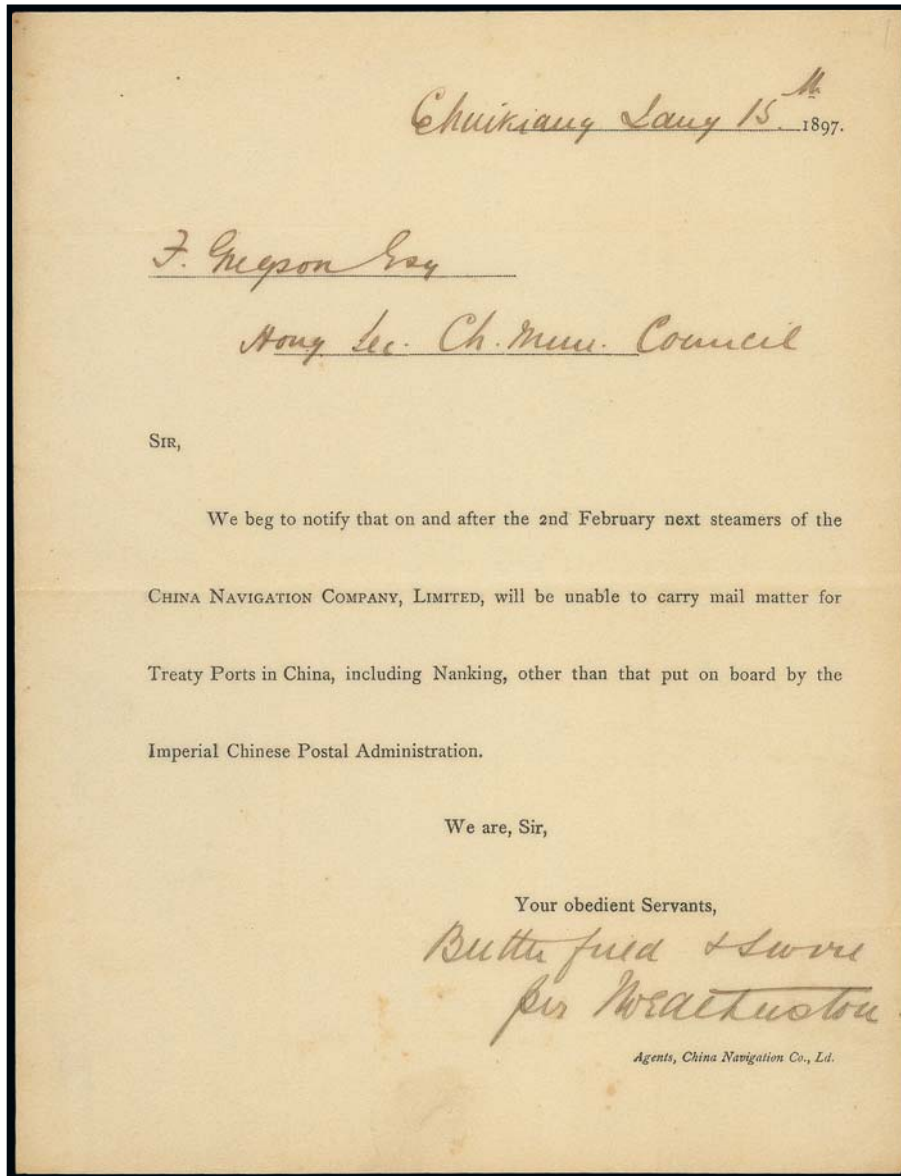 Chinkiang Jany 15th 1897.
F. Gregson Esq
Hony Sec. Ch. Mun. Council
SIR,
We beg to notify that on and after the 2nd February next steamers of the
CHINA NAVIGATION COMPANY, LIMITED, will be unable to carry mail matter for
Treaty Ports in China, including Nanking, other than that put on board by the
Imperial Chinese Postal Administration.
We are, Sir,
Your obedient Servants,
Butterfield & Swire
per
Agents, China Navigation Co., Ld.